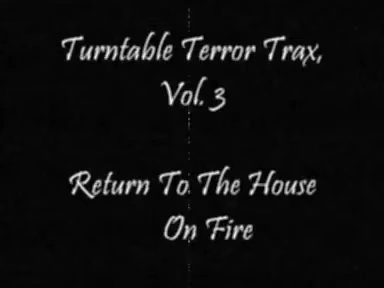 Turntable Terror Trax,
Vol. 3
Return To The House
On Fire